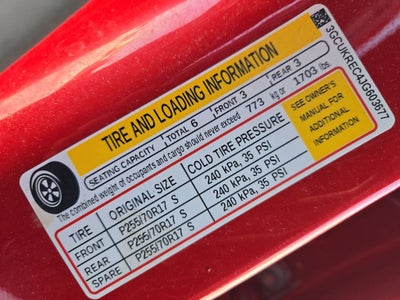 3GCUKREC4JG603677
TIRE AND LOADING INFORMATION
SEATING CAPACITY TOTAL 6 FRONT 3 REAR 3
The combined weight of occupants and cargo should never exceed 773 kg or 1703 lbs.
TIRE ORIGINAL SIZE COLD TIRE PRESSURE
FRONT P255/70R17 S 240 kPa, 35 PSI
REAR P255/70R17 S 240 kPa, 35 PSI
SPARE P255/70R17 S 240 kPa, 35 PSI
SEE OWNER'S
MANUAL FOR
ADDITIONAL
INFORMATION